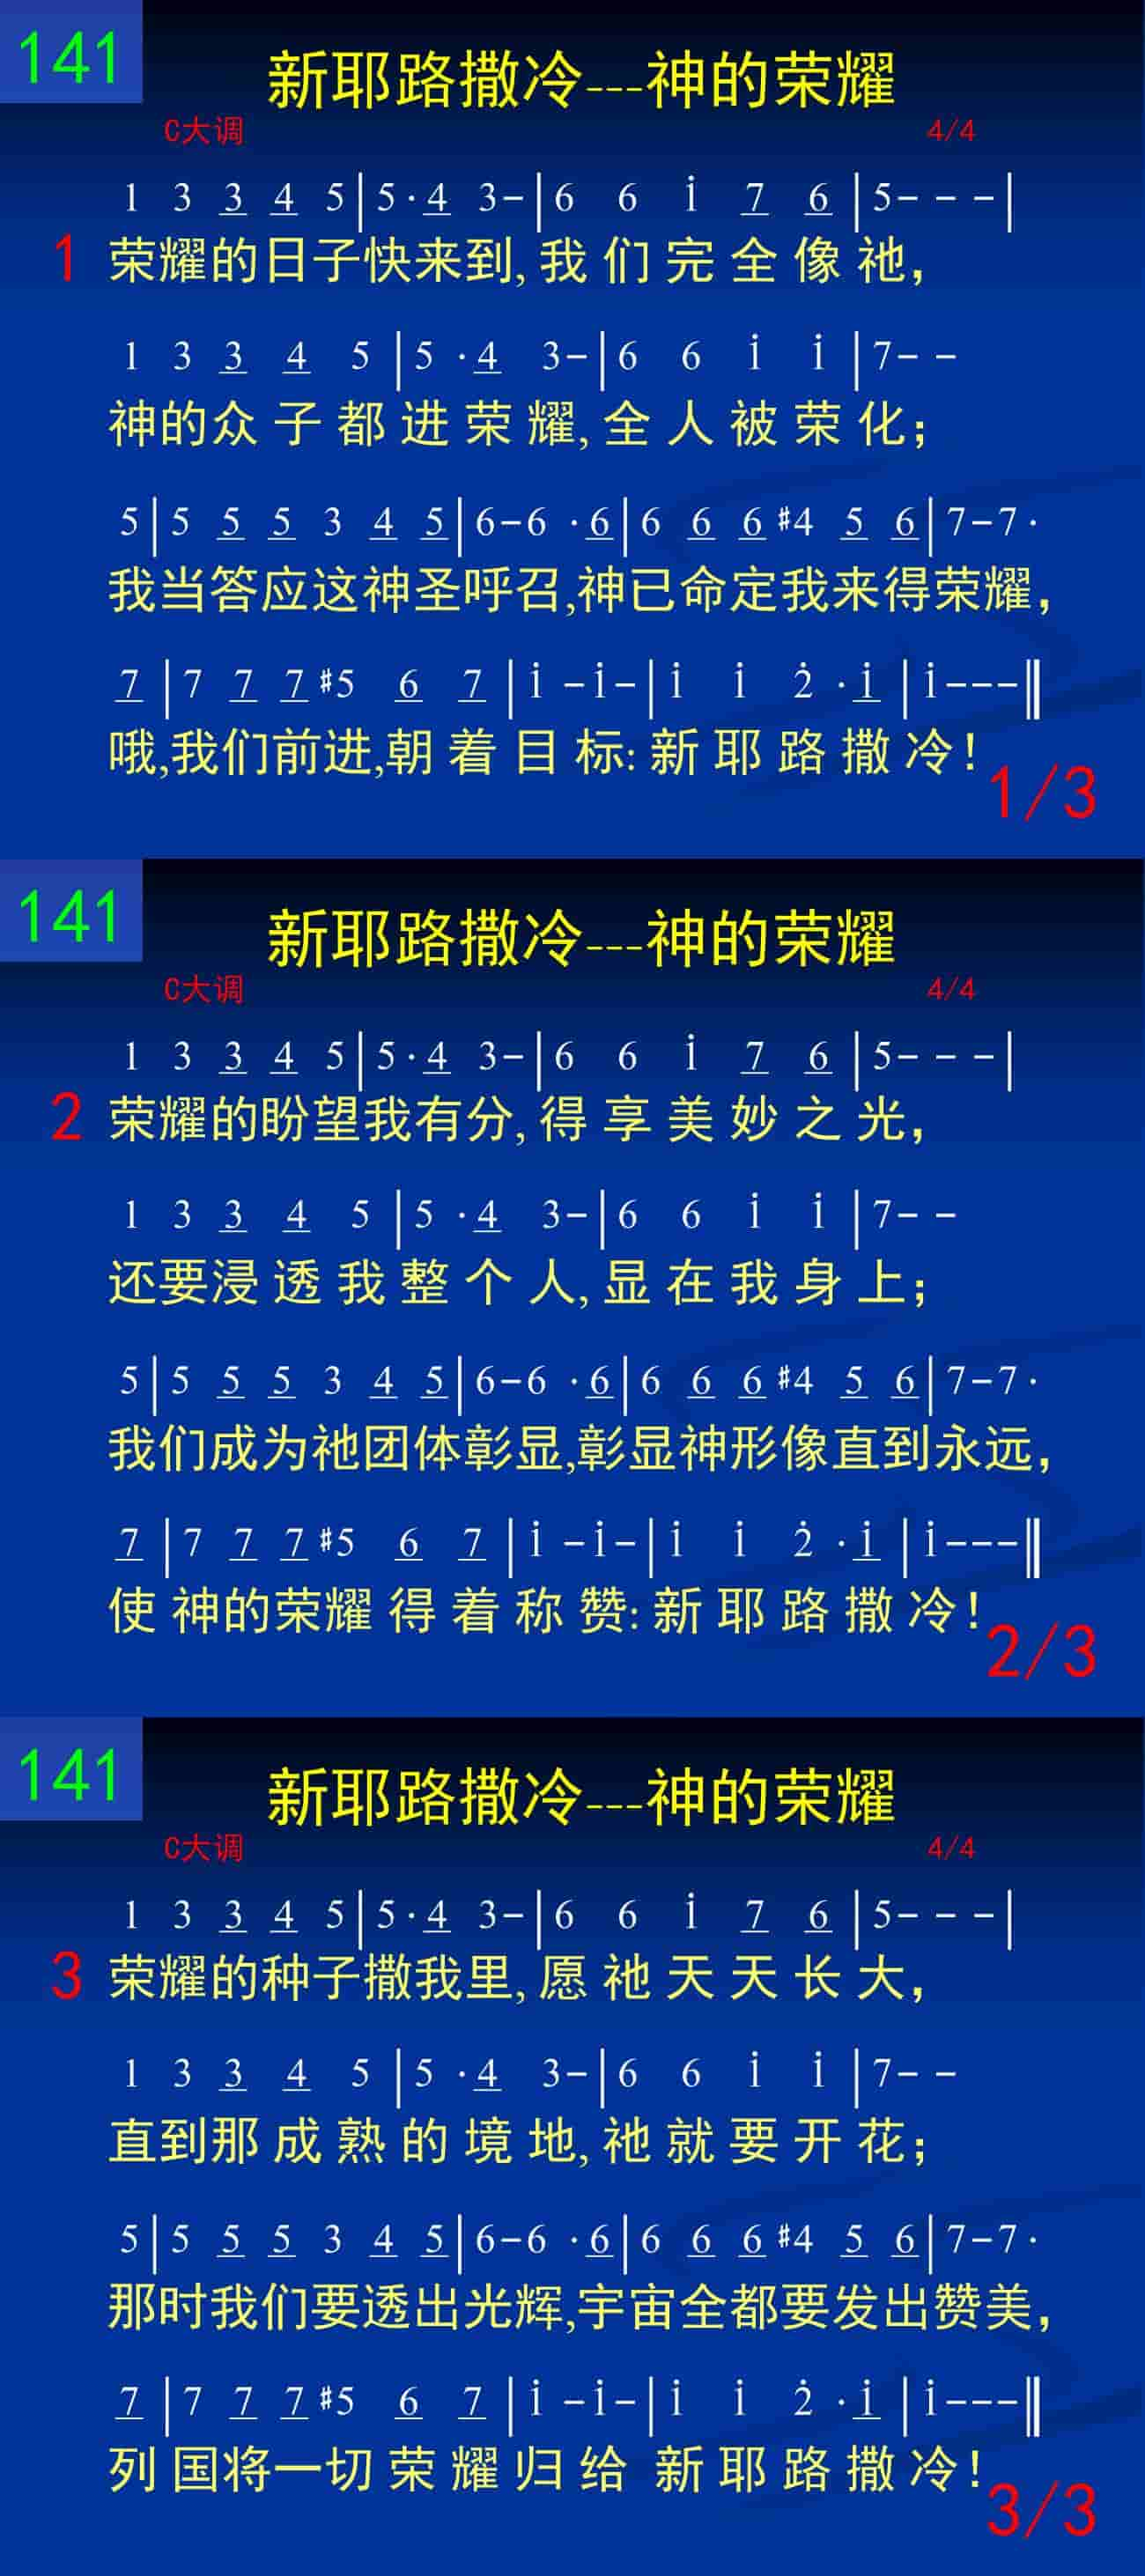 141
新耶路撒冷---神的荣耀
C大调 4/4
1 3 3 4 5|5·4 3-|6 6 i 7 6|5- - -|
1 荣耀的日子快来到,我们完全像祂，
1 3 3 4 5|5·4 3-|6 6 i i|7- -
神的众子都进荣耀,全人被荣化；
5|5 5 5 3 4 5|6-6·6|6 6 6 #4 5 6|7-7·
我当答应这神圣呼召,神已命定我来得荣耀，
7|7 7 7 #5 6 7|i -i-|i i 2·i|i---‖
哦,我们前进,朝着目标:新耶路撒冷！
1/3
141
新耶路撒冷---神的荣耀
C大调 4/4
1 3 3 4 5|5·4 3-|6 6 i 7 6|5- - -|
2 荣耀的盼望我有分,得享美妙之光，
1 3 3 4 5|5·4 3-|6 6 i i|7- -
还要浸透我整个人,显在我身上；
5|5 5 5 3 4 5|6-6·6|6 6 6 #4 5 6|7-7·
我们成为祂团体彰显,彰显神形像直到永远，
7|7 7 7 #5 6 7|i -i-|i i 2·i|i---‖
使神的荣耀得着称赞:新耶路撒冷！
2/3
141
新耶路撒冷---神的荣耀
C大调 4/4
1 3 3 4 5|5·4 3-|6 6 i 7 6|5- - -|
3 荣耀的种子撒我里,愿祂天天长大，
1 3 3 4 5|5·4 3-|6 6 i i|7- -
直到那成熟的境地,祂就要开花；
5|5 5 5 3 4 5|6-6·6|6 6 6 #4 5 6|7-7·
那时我们要透出光辉,宇宙全都要发出赞美，
7|7 7 7 #5 6 7|i -i-|i i 2·i|i---‖
列国将一切荣耀归给 新耶路撒冷！
3/3